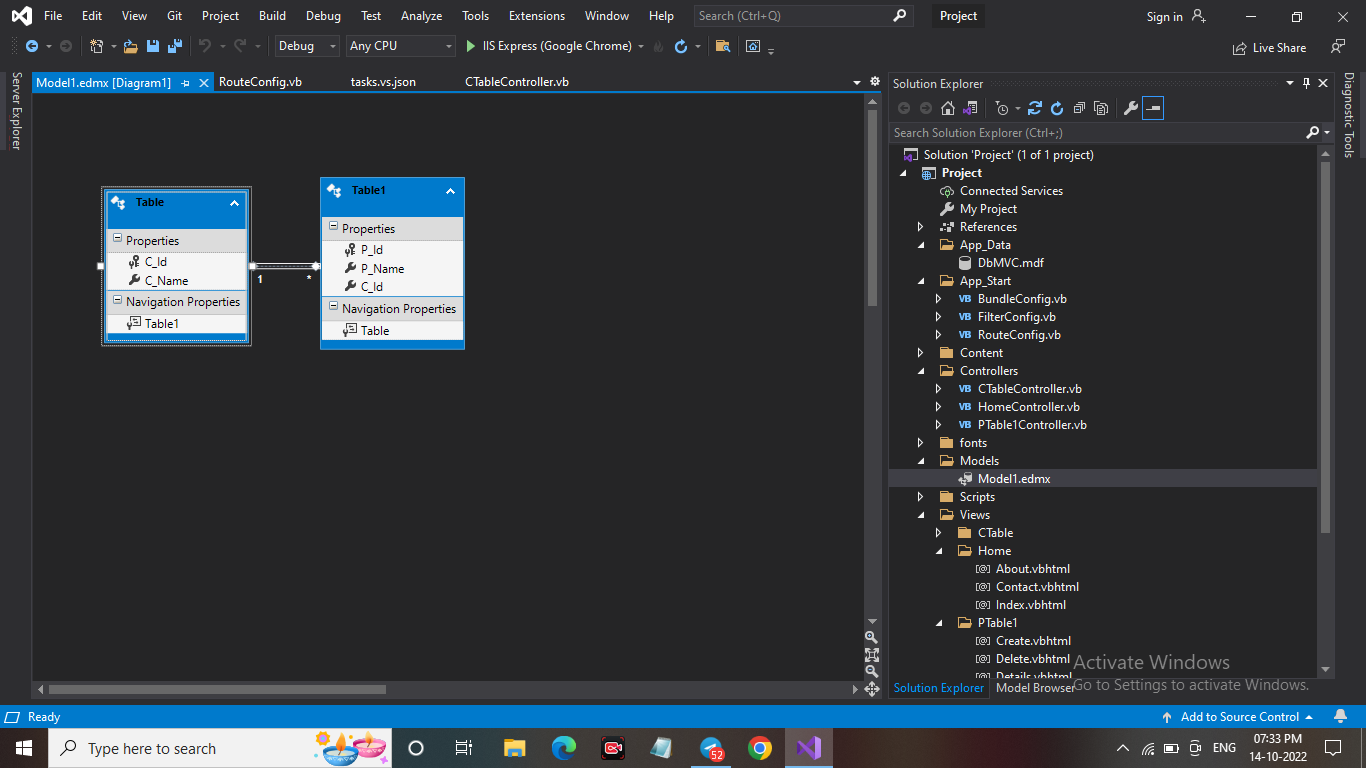 File Edit View Git Project Build Debug Test Analyze Tools Extensions Window Help Search (Ctrl+Q) Project Sign in
Debug Any CPU IIS Express (Google Chrome) Live Share
Server Explorer
Model1.edmx [Diagram1] RouteConfig.vb tasks.vs.json CTableController.vb
Table
Properties
C_Id
C_Name
Navigation Properties
Table1
1 *
Table1
Properties
P_Id
P_Name
C_Id
Navigation Properties
Table
Solution Explorer
Search Solution Explorer (Ctrl+;)
Solution 'Project' (1 of 1 project)
Project
Connected Services
My Project
References
App_Data
DbMVC.mdf
App_Start
VB BundleConfig.vb
VB FilterConfig.vb
VB RouteConfig.vb
Content
Controllers
VB CTableController.vb
VB HomeController.vb
VB PTable1Controller.vb
fonts
Models
Model1.edmx
Scripts
Views
CTable
Home
About.vbhtml
Contact.vbhtml
Index.vbhtml
PTable1
Create.vbhtml
Delete.vbhtml
Details.vbhtml
Solution Explorer Model Browser
Diagnostic Tools
Activate Windows
Go to Settings to activate Windows.
Ready Add to Source Control
Type here to search 52 ENG 07:33 PM
14-10-2022